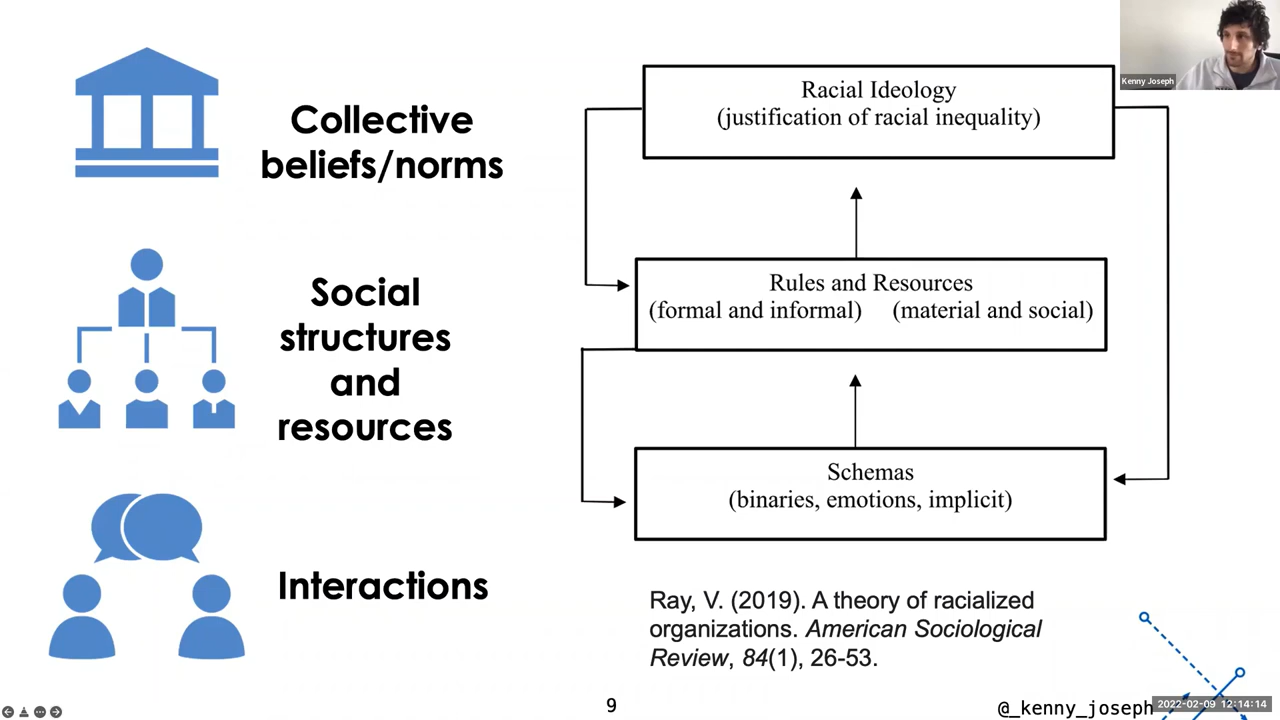 Collective
beliefs/norms
Social
structures
and
resources
Interactions
Racial Ideology
(justification of racial inequality)
Rules and Resources
(formal and informal) (material and social)
Schemas
(binaries, emotions, implicit)
Ray, V. (2019). A theory of racialized
organizations. American Sociological
Review, 84(1), 26-53.
9
@_kenny_joseph
2022-02-09 12:14:14
Kenny Joseph